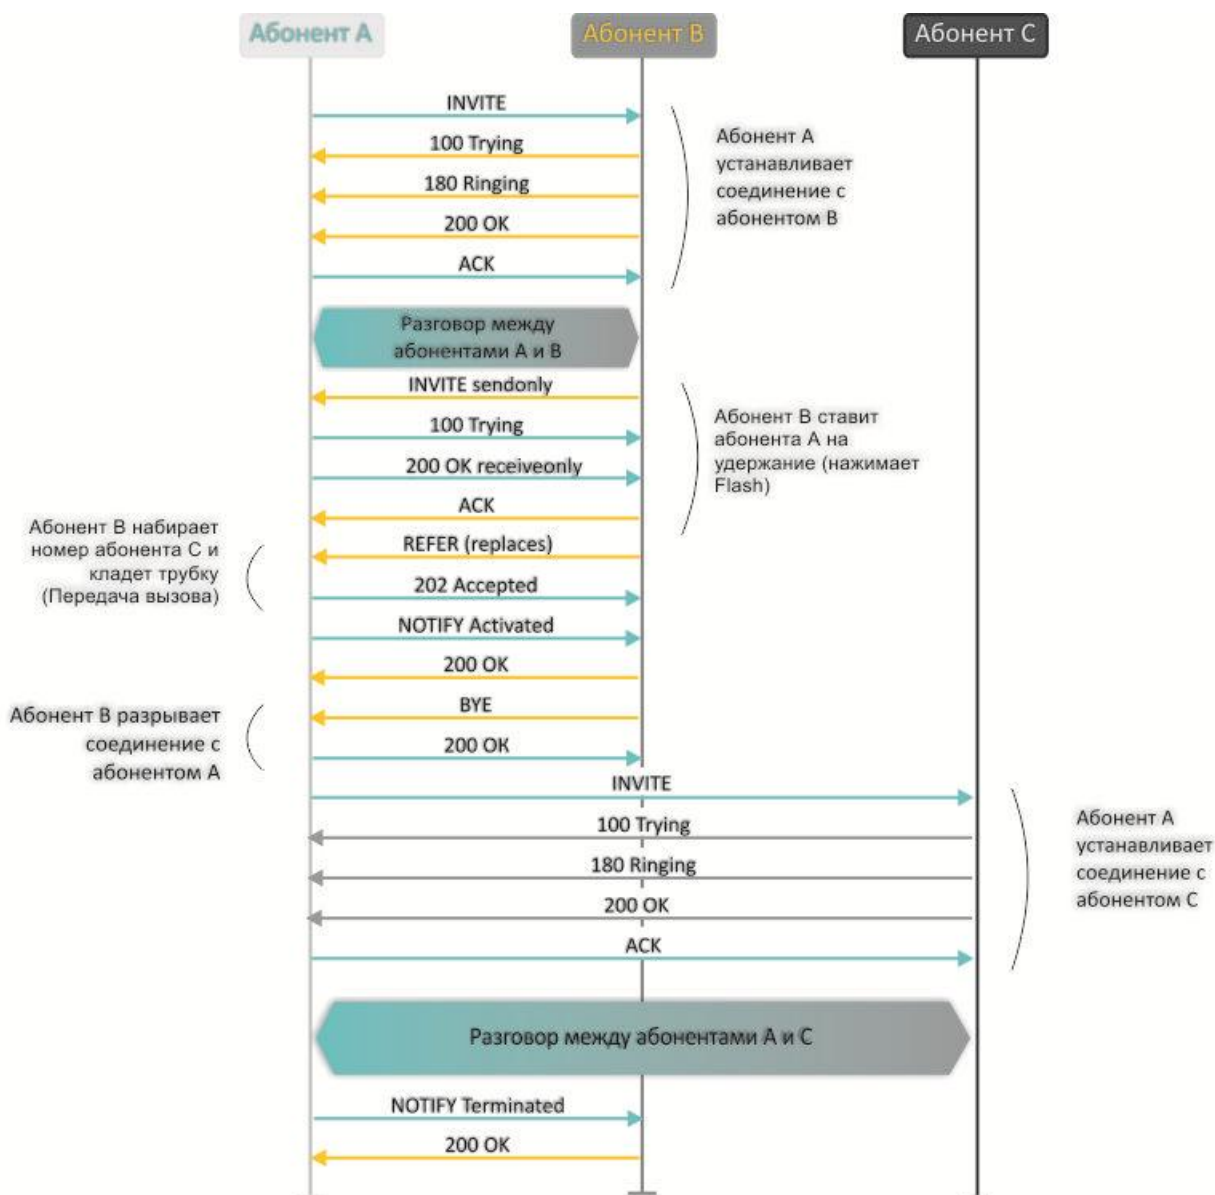 Абонент А
Абонент В
Абонент С
INVITE
100 Trying
180 Ringing
200 OK
ACK
Абонент А
устанавливает
соединение с
абонентом В
Разговор между
абонентами А и В
INVITE sendonly
100 Trying
200 OK receiveonly
ACK
Абонент В ставит
абонента А на
удержание (нажимает
Flash)
Абонент В набирает
номер абонента С и
кладет трубку
(Передача вызова)
REFER (replaces)
202 Accepted
NOTIFY Activated
200 OK
Абонент В разрывает
соединение с
абонентом А
BYE
200 OK
INVITE
100 Trying
180 Ringing
200 OK
ACK
Абонент А
устанавливает
соединение с
абонентом С
Разговор между абонентами А и С
NOTIFY Terminated
200 OK